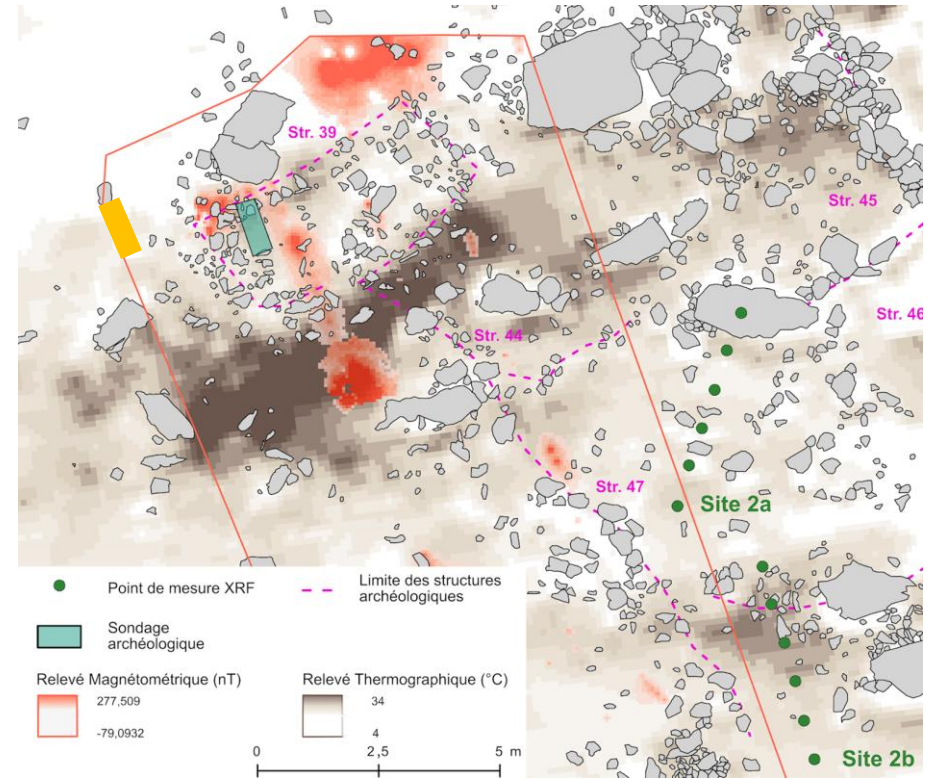 Str. 39
Str. 45
Str. 46
Str. 44
Str. 47
Site 2a
Point de mesure XRF
Limite des structures
archéologiques
Sondage
archéologique
Relevé Magnétométrique (nT)
277,509
-79,0932
Relevé Thermographique (°C)
34
4
0
2,5
5 m
Site 2b